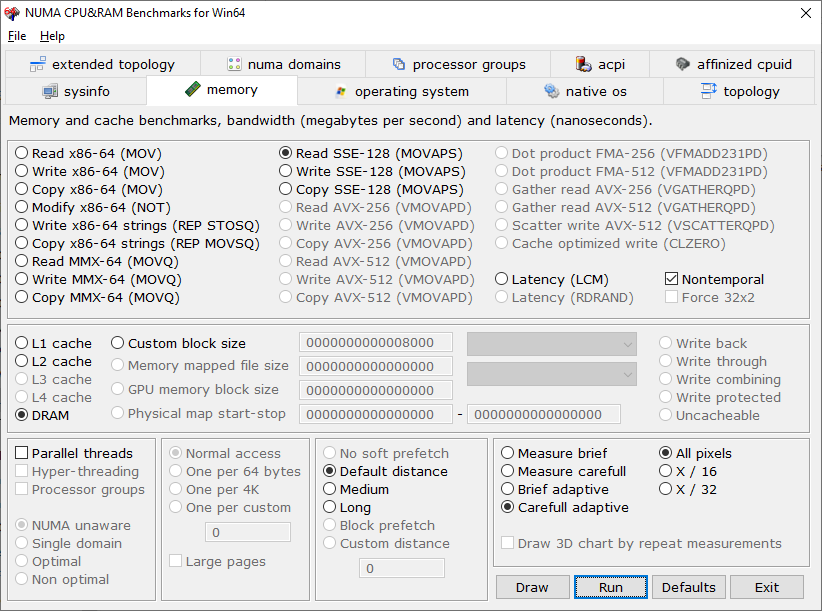 NUMA CPU&RAM Benchmarks for Win64
File Help
extended topology numa domains processor groups acpi affinized cpuid
sysinfo memory operating system native os topology
Memory and cache benchmarks, bandwidth (megabytes per second) and latency (nanoseconds).
Read x86-64 (MOV) Read SSE-128 (MOVAPS) Dot product FMA-256 (VFMADD231PD)
Write x86-64 (MOV) Write SSE-128 (MOVAPS) Dot product FMA-512 (VFMADD231PD)
Copy x86-64 (MOV) Copy SSE-128 (MOVAPS) Gather read AVX-256 (VGATHERQPD)
Modify x86-64 (NOT) Read AVX-256 (VMOVAPD) Gather read AVX-512 (VGATHERQPD)
Write x86-64 strings (REP STOSQ) Write AVX-256 (VMOVAPD) Scatter write AVX-512 (VSCATTERQPD)
Copy x86-64 strings (REP MOVSQ) Copy AVX-256 (VMOVAPD) Cache optimized write (CLZERO)
Read MMX-64 (MOVQ) Read AVX-512 (VMOVAPD)
Write MMX-64 (MOVQ) Write AVX-512 (VMOVAPD) Latency (LCM) Nontemporal
Copy MMX-64 (MOVQ) Copy AVX-512 (VMOVAPD) Latency (RDRAND) Force 32x2
L1 cache Custom block size 0000000000008000 Write back
L2 cache Memory mapped file size 0000000000000000 Write through
L3 cache GPU memory block size 0000000000000000 Write combining
L4 cache Physical map start-stop 0000000000000000 - 0000000000000000 Write protected
DRAM Uncacheable
Parallel threads Normal access No soft prefetch Measure brief All pixels
Hyper-threading One per 64 bytes Default distance Measure carefull X / 16
Processor groups One per 4K Medium Brief adaptive X / 32
One per custom Long Carefull adaptive
NUMA unaware 0 Block prefetch
Single domain Custom distance Draw 3D chart by repeat measurements
Optimal Large pages 0
Non optimal
Draw Run Defaults Exit